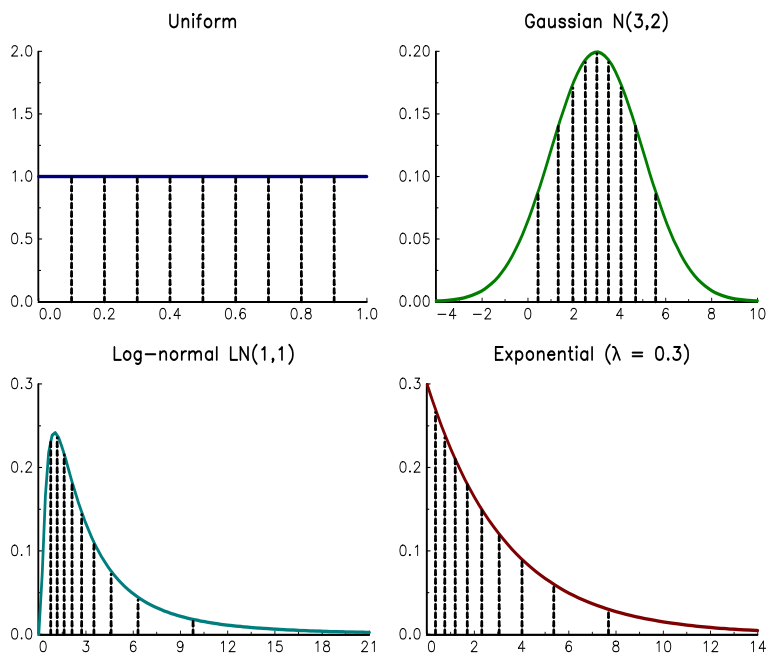 Uniform
2.0
1.5
1.0
0.5
0.0
0.0 0.2 0.4 0.6 0.8 1.0
Gaussian N(3,2)
0.20
0.15
0.10
0.05
0.00
−4 −2 0 2 4 6 8 10
Log−normal LN(1,1)
0.3
0.2
0.1
0.0
0 3 6 9 12 15 18 21
Exponential (λ = 0.3)
0.3
0.2
0.1
0.0
0 2 4 6 8 10 12 14